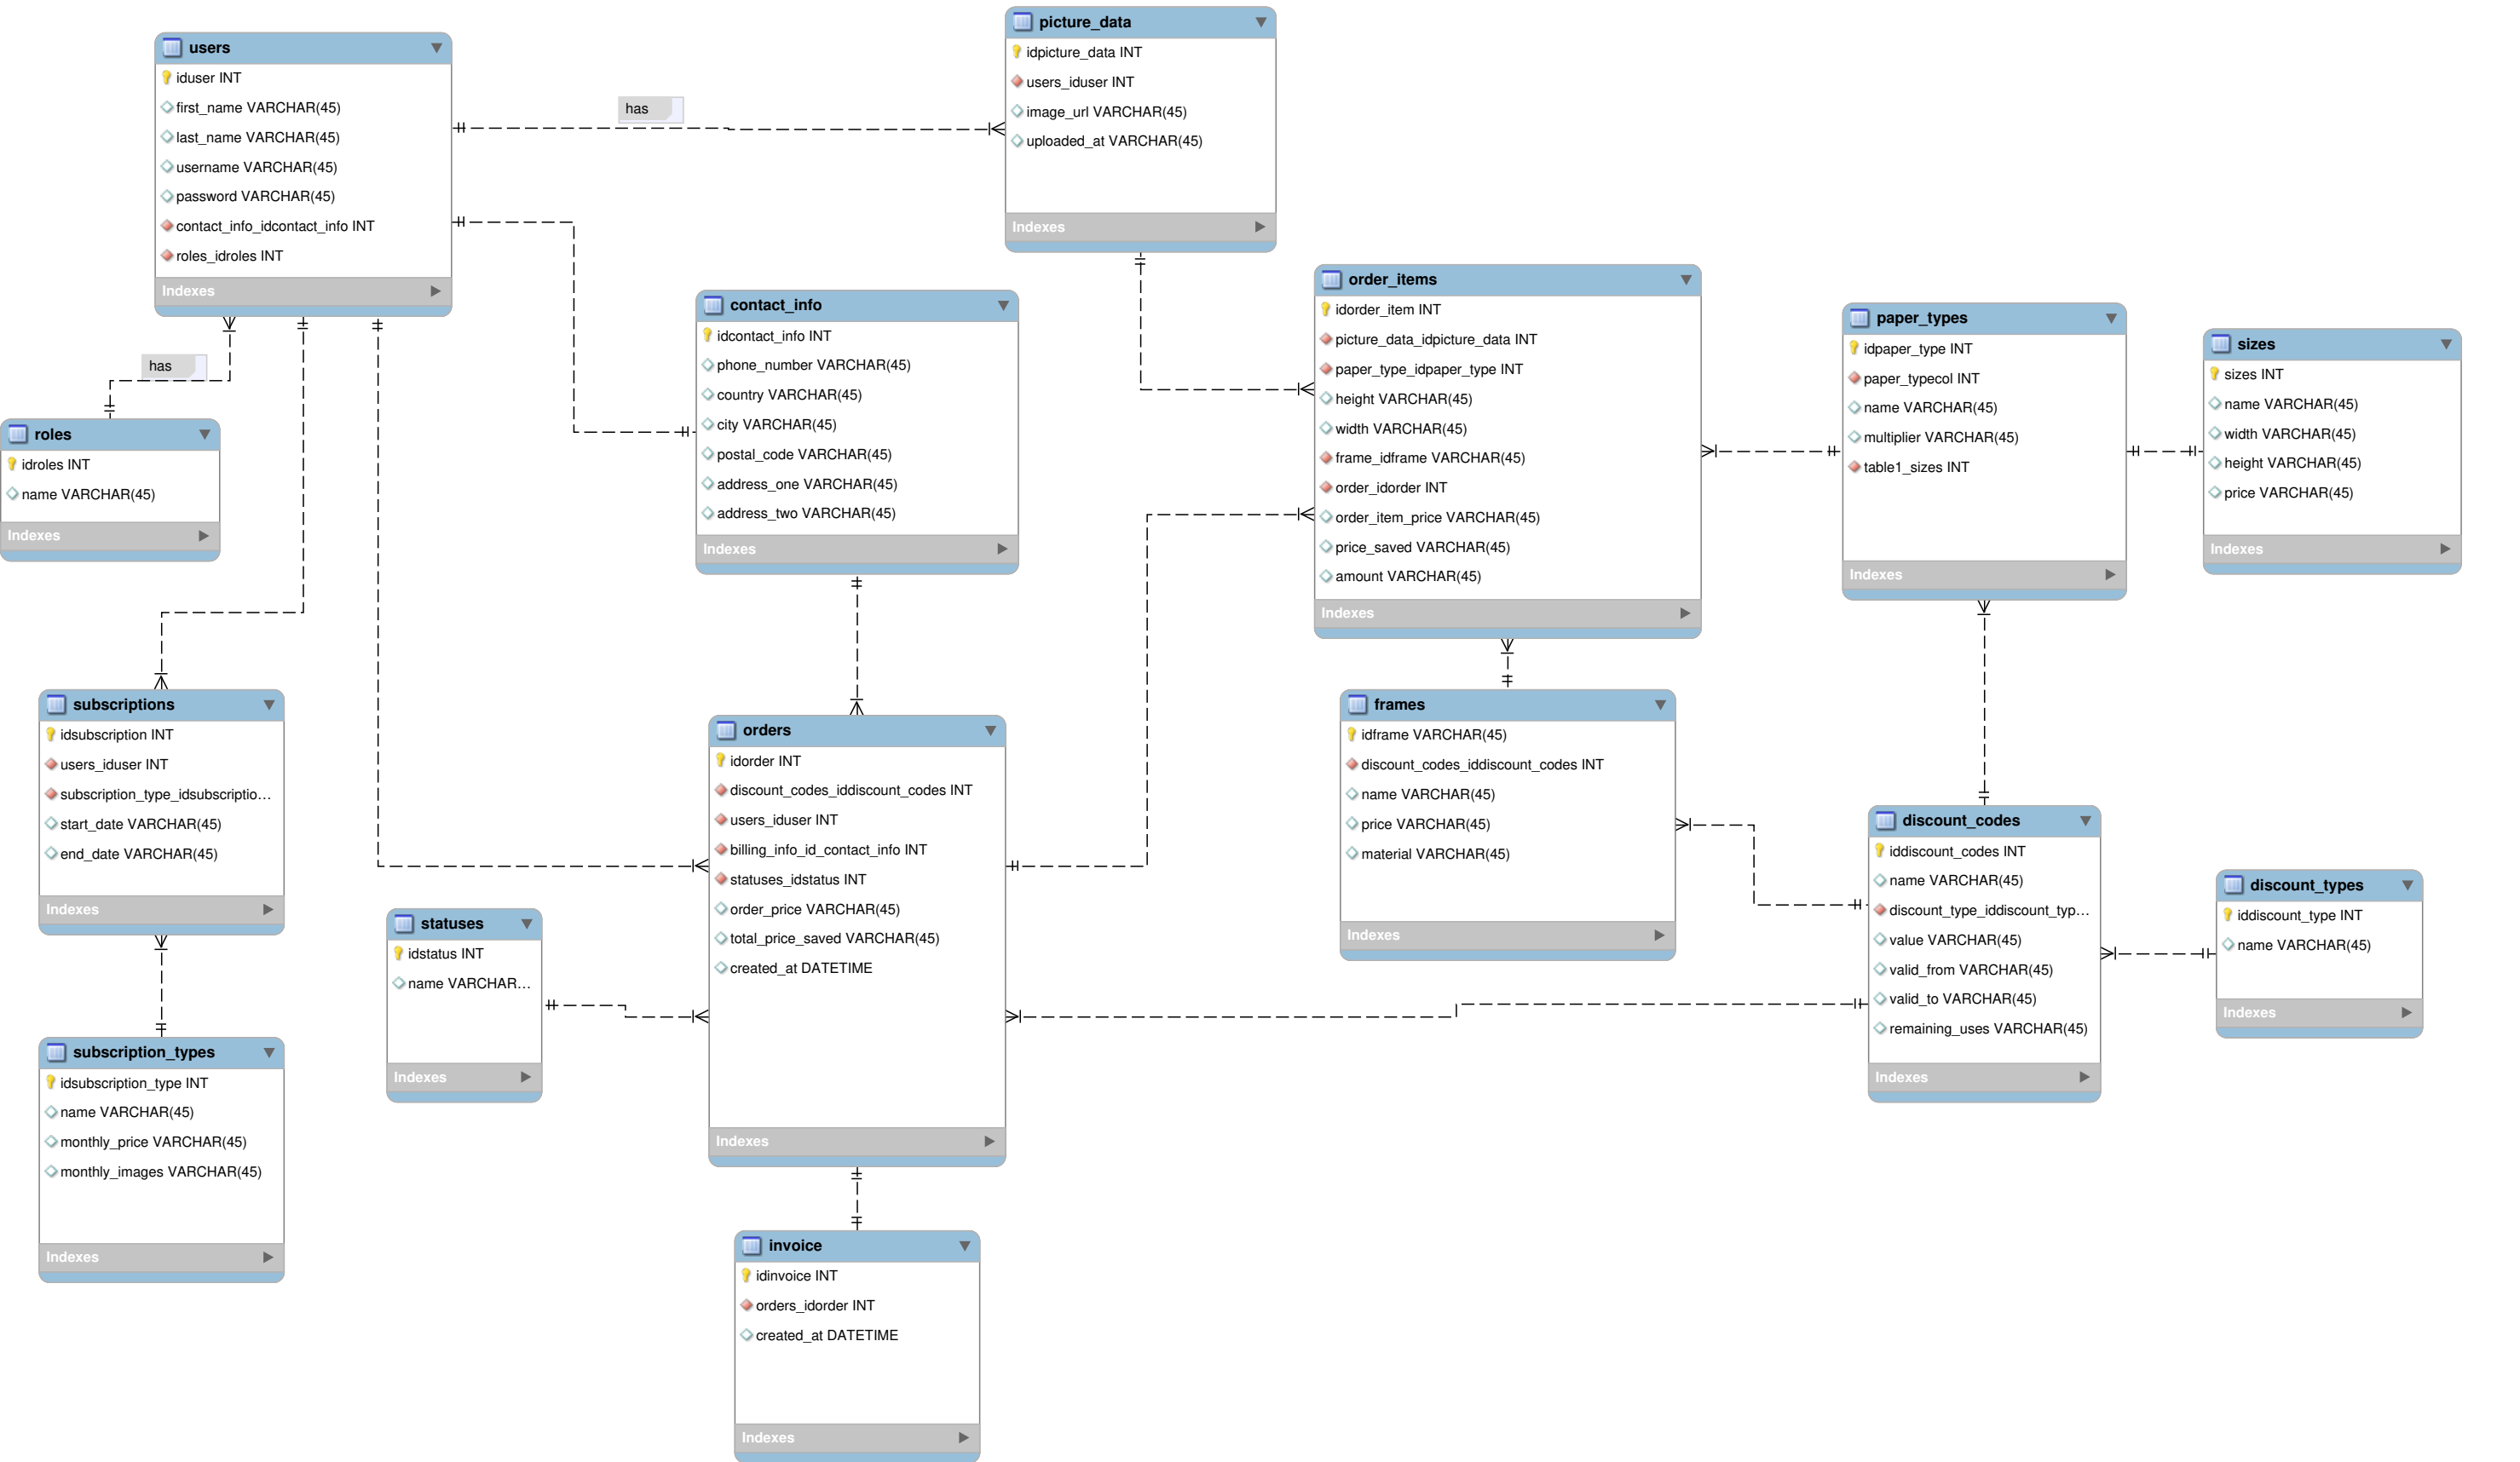 users
iduser INT
first_name VARCHAR(45)
last_name VARCHAR(45)
username VARCHAR(45)
password VARCHAR(45)
contact_info_idcontact_info INT
roles_idroles INT
Indexes
has
picture_data
idpicture_data INT
users_iduser INT
image_url VARCHAR(45)
uploaded_at VARCHAR(45)
Indexes
has
roles
idroles INT
name VARCHAR(45)
Indexes
contact_info
idcontact_info INT
phone_number VARCHAR(45)
country VARCHAR(45)
city VARCHAR(45)
postal_code VARCHAR(45)
address_one VARCHAR(45)
address_two VARCHAR(45)
Indexes
order_items
idorder_item INT
picture_data_idpicture_data INT
paper_type_idpaper_type INT
height VARCHAR(45)
width VARCHAR(45)
frame_idframe VARCHAR(45)
order_idorder INT
order_item_price VARCHAR(45)
price_saved VARCHAR(45)
amount VARCHAR(45)
Indexes
paper_types
idpaper_type INT
paper_typecol INT
name VARCHAR(45)
multiplier VARCHAR(45)
table1_sizes INT
Indexes
sizes
sizes INT
name VARCHAR(45)
width VARCHAR(45)
height VARCHAR(45)
price VARCHAR(45)
Indexes
subscriptions
idsubscription INT
users_iduser INT
subscription_type_idsubscriptio...
start_date VARCHAR(45)
end_date VARCHAR(45)
Indexes
orders
idorder INT
discount_codes_iddiscount_codes INT
users_iduser INT
billing_info_id_contact_info INT
statuses_idstatus INT
order_price VARCHAR(45)
total_price_saved VARCHAR(45)
created_at DATETIME
Indexes
frames
idframe VARCHAR(45)
discount_codes_iddiscount_codes INT
name VARCHAR(45)
price VARCHAR(45)
material VARCHAR(45)
Indexes
discount_codes
iddiscount_codes INT
name VARCHAR(45)
discount_type_iddiscount_typ...
value VARCHAR(45)
valid_from VARCHAR(45)
valid_to VARCHAR(45)
remaining_uses VARCHAR(45)
Indexes
discount_types
iddiscount_type INT
name VARCHAR(45)
Indexes
statuses
idstatus INT
name VARCHAR...
Indexes
subscription_types
idsubscription_type INT
name VARCHAR(45)
monthly_price VARCHAR(45)
monthly_images VARCHAR(45)
Indexes
invoice
idinvoice INT
orders_idorder INT
created_at DATETIME
Indexes